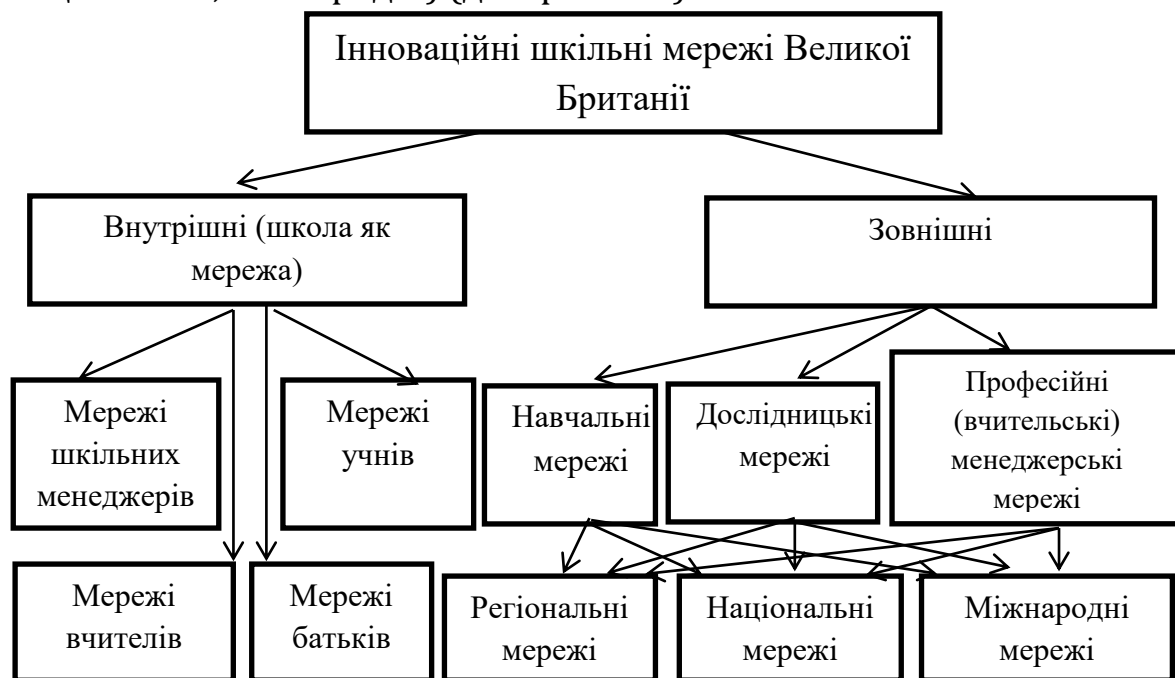 Інноваційні шкільні мережі Великої
Британії
Внутрішні (школа як
мережа)
Зовнішні
Мережі
шкільних
менеджерів
Мережі
учнів
Навчальні
мережі
Дослідницькі
мережі
Професійні
(вчительські)
менеджерські
мережі
Мережі
вчителів
Мережі
батьків
Регіональні
мережі
Національні
мережі
Міжнародні
мережі